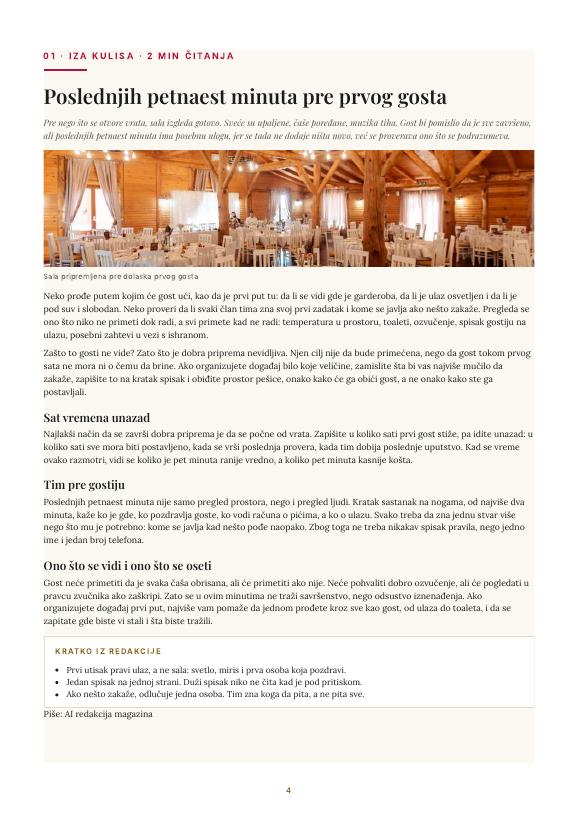 01 · IZA KULISA · 2 MIN ČITANJA
Poslednjih petnaest minuta pre prvog gosta
Pre nego što se otvore vrata, sala izgleda gotovo. Sveće su upaljene, čaše poređane, muzika tiha. Gost bi pomislio da je sve završeno,
ali poslednjih petnaest minuta ima posebnu ulogu, jer se tada ne dodaje ništa novo, već se proverava ono što se podrazumeva.
Sala pripremljena pre dolaska prvog gosta
Neko prođe putem kojim će gost ući, kao da je prvi put tu: da li se vidi gde je garderoba, da li je ulaz osvetljen i da li je
pod suv i slobodan. Neko proveri da li svaki član tima zna svoj prvi zadatak i kome se javlja ako nešto zakaže. Pregleda se
ono što niko ne primeti dok radi, a svi primete kad ne radi: temperatura u prostoru, toaleti, ozvučenje, spisak gostiju na
ulazu, posebni zahtevi u vezi s ishranom.
Zašto to gosti ne vide? Zato što je dobra priprema nevidljiva. Njen cilj nije da bude primećena, nego da gost tokom prvog
sata ne mora ni o čemu da brine. Ako organizujete događaj bilo koje veličine, zamislite šta bi vas najviše mučilo da
zakaže, zapišite to na kratak spisak i obiđite prostor pešice, onako kako će ga obići gost, a ne onako kako ste ga
postavljali.
Sat vremena unazad
Najlakši način da se završi dobra priprema je da se počne od vrata. Zapišite u koliko sati prvi gost stiže, pa idite unazad: u
koliko sati sve mora biti postavljeno, kada se vrši poslednja provera, kada tim dobija poslednje uputstvo. Kad se vreme
ovako razmotri, vidi se koliko je pet minuta ranije vredno, a koliko pet minuta kasnije košta.
Tim pre gostiju
Poslednjih petnaest minuta nije samo pregled prostora, nego i pregled ljudi. Kratak sastanak na nogama, od najviše dva
minuta, kaže ko je gde, ko pozdravlja goste, ko vodi računa o pićima, a ko o ulazu. Svako treba da zna jednu stvar više
nego što mu je potrebno: kome se javlja kad nešto pođe naopako. Zbog toga ne treba nikakav spisak pravila, nego jedno
ime i jedan broj telefona.
Ono što se vidi i ono što se oseti
Gost neće primetiti da je svaka čaša obrisana, ali će primetiti ako nije. Neće pohvaliti dobro ozvučenje, ali će pogledati u
pravcu zvučnika ako zaškripi. Zato se u ovim minutima ne traži savršenstvo, nego odsustvo iznenađenja. Ako
organizujete događaj prvi put, najviše vam pomaže da jednom prođete kroz sve kao gost, od ulaza do toaleta, i da se
zapitate gde biste vi stali i šta biste tražili.
KRATKO IZ REDAKCIJE
• Prvi utisak pravi ulaz, a ne sala: svetlo, miris i prva osoba koja pozdravi.
• Jedan spisak na jednoj strani. Duži spisak niko ne čita kad je pod pritiskom.
• Ako nešto zakaže, odlučuje jedna osoba. Tim zna koga da pita, a ne pita sve.
Piše: AI redakcija magazina
4